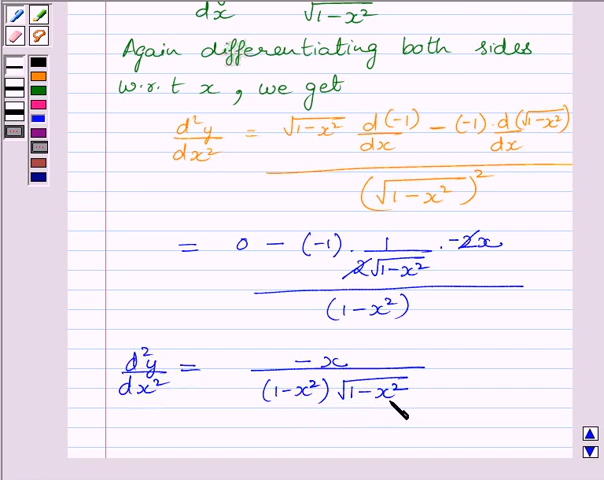 dx √1-x²
Again differentiating both sides
w.r.t x, we get
d²y/dx² = (√1-x² d(-1)/dx - (-1) · d(√1-x²)/dx) / (√1-x²)²
= (0 - (-1) · 1/(2√1-x²) · -2x) / (1-x²)
d²y/dx² = -x / ((1-x²) √1-x²)